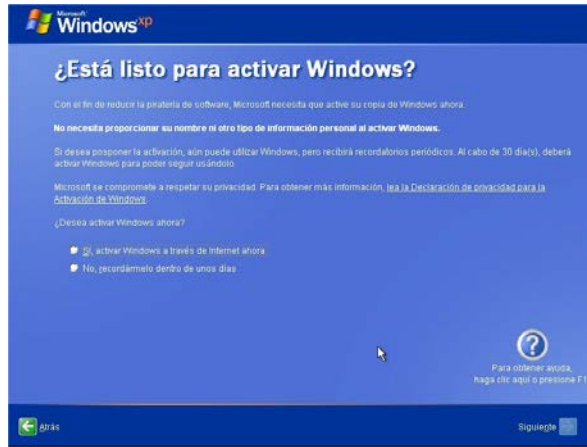 Microsoft
Windows xp
¿Está listo para activar Windows?
Con el fin de reducir la piratería de software, Microsoft necesita que active su copia de Windows ahora.
No necesita proporcionar su nombre ni otro tipo de información personal al activar Windows.
Si desea posponer la activación, aún puede utilizar Windows, pero recibirá recordatorios periódicos. Al cabo de 30 día(s), deberá
activar Windows para poder seguir usándolo.
Microsoft se compromete a respetar su privacidad. Para obtener más información, lea la Declaración de privacidad para la
Activación de Windows.
¿Desea activar Windows ahora?
Sí, activar Windows a través de Internet ahora
No, recordármelo dentro de unos días
Para obtener ayuda,
haga clic aquí o presione F1
Atrás
Siguiente